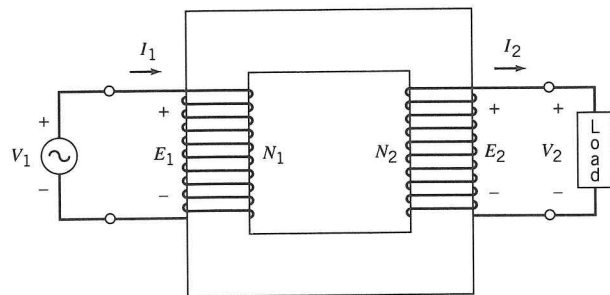 I1 I2
+ + + +
V1 E1 N1 N2 E2 V2 Load
− − − −